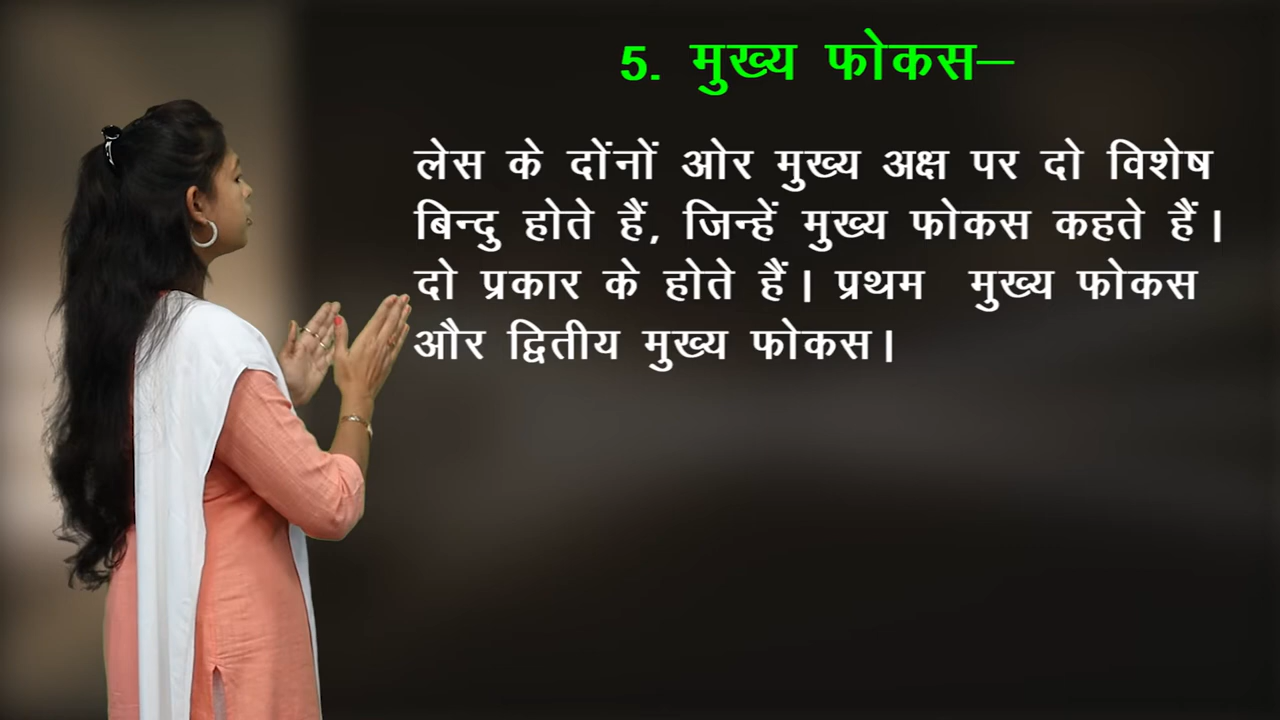 5. मुख्य फोकस–
लेस के दोंनों ओर मुख्य अक्ष पर दो विशेष
बिन्दु होते हैं, जिन्हें मुख्य फोकस कहते हैं।
दो प्रकार के होते हैं। प्रथम मुख्य फोकस
और द्वितीय मुख्य फोकस।